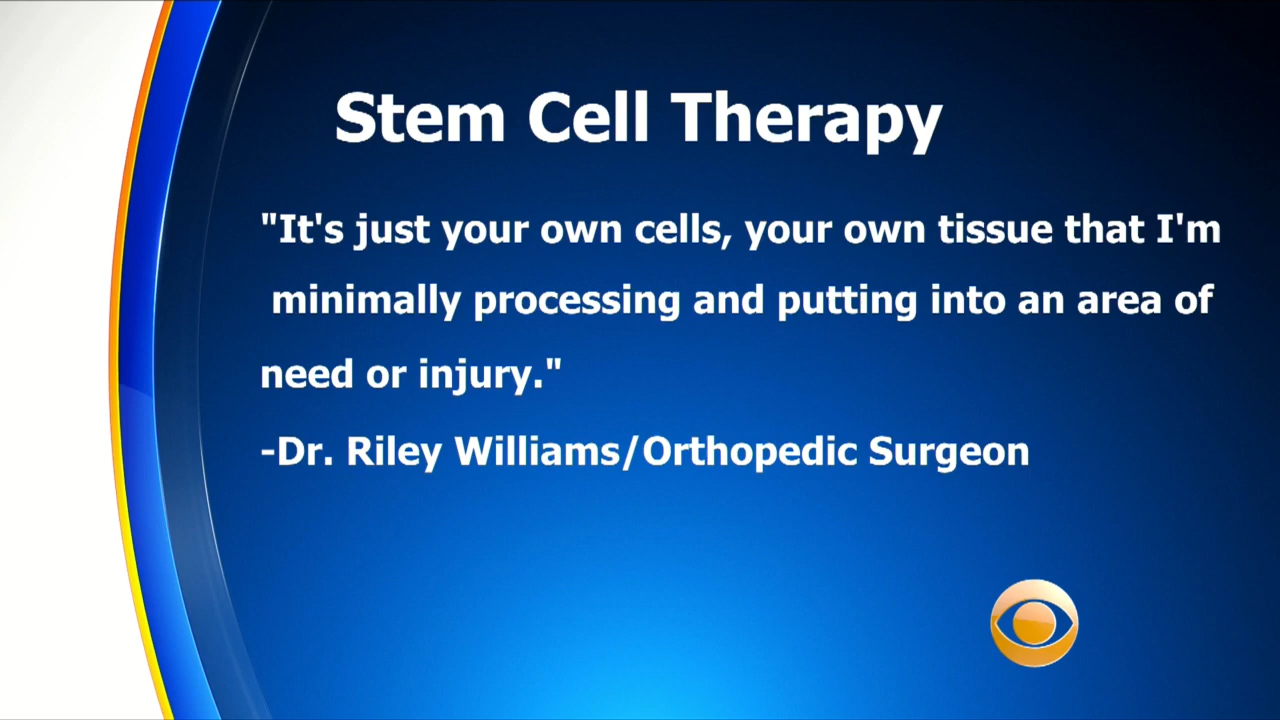 Stem Cell Therapy
"It's just your own cells, your own tissue that I'm
minimally processing and putting into an area of
need or injury."
-Dr. Riley Williams/Orthopedic Surgeon